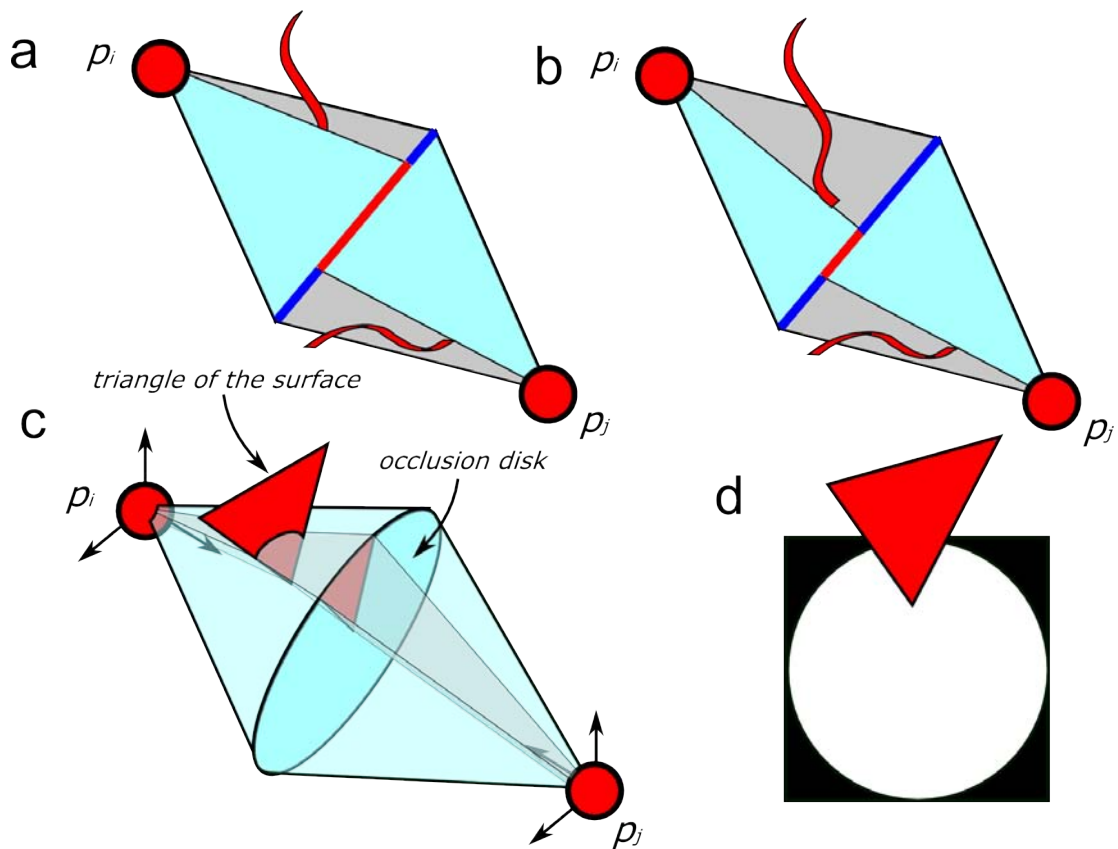 a
pi
b
pi
pj
pj
triangle of the surface
c
occlusion disk
pi
d
pj